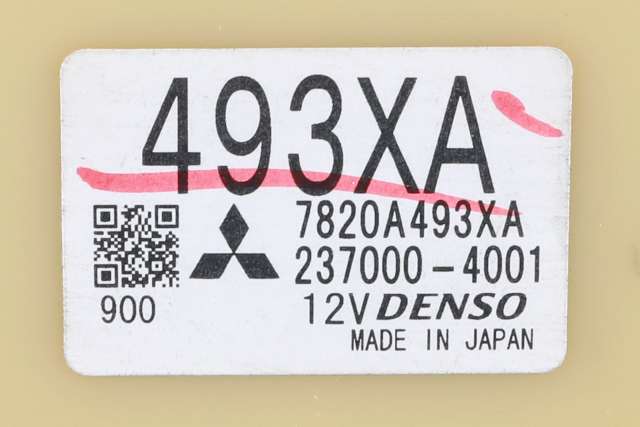 493XA
7820A493XA
237000-4001
900
12V DENSO
MADE IN JAPAN